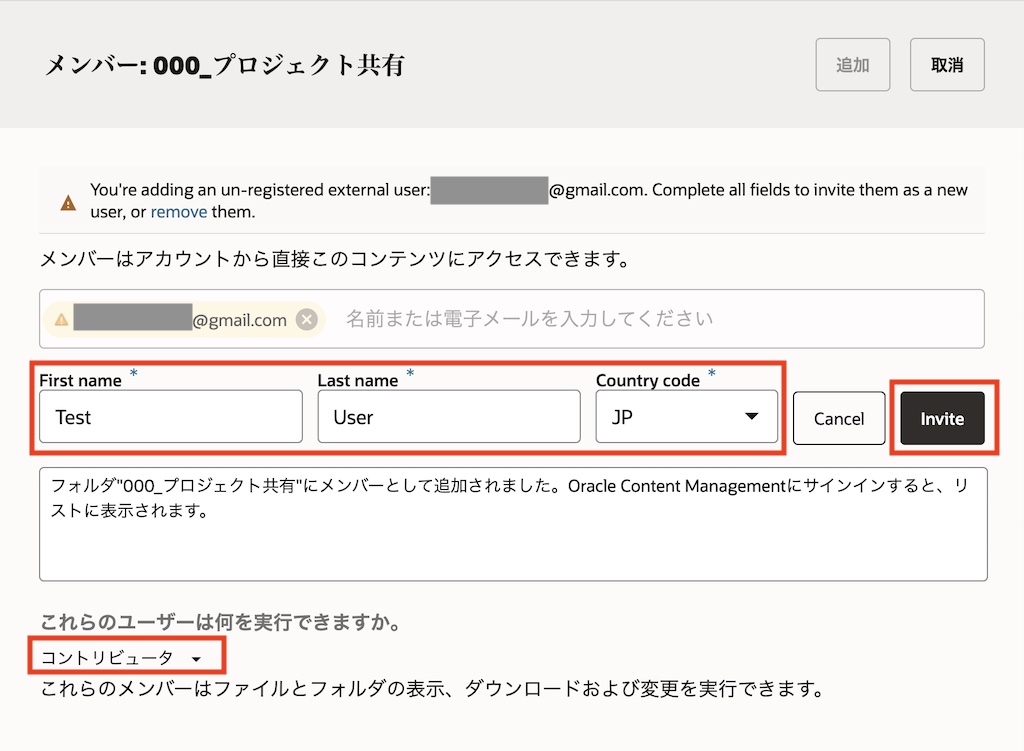 メンバー: 000_プロジェクト共有
追加
取消
You're adding an un-registered external user: @gmail.com. Complete all fields to invite them as a new
user, or remove them.
メンバーはアカウントから直接このコンテンツにアクセスできます。
@gmail.com 名前または電子メールを入力してください
First name * Last name * Country code *
Test User JP Cancel Invite
フォルダ"000_プロジェクト共有"にメンバーとして追加されました。Oracle Content Managementにサインインすると、リ
ストに表示されます。
これらのユーザーは何を実行できますか。
コントリビュータ
これらのメンバーはファイルとフォルダの表示、ダウンロードおよび変更を実行できます。